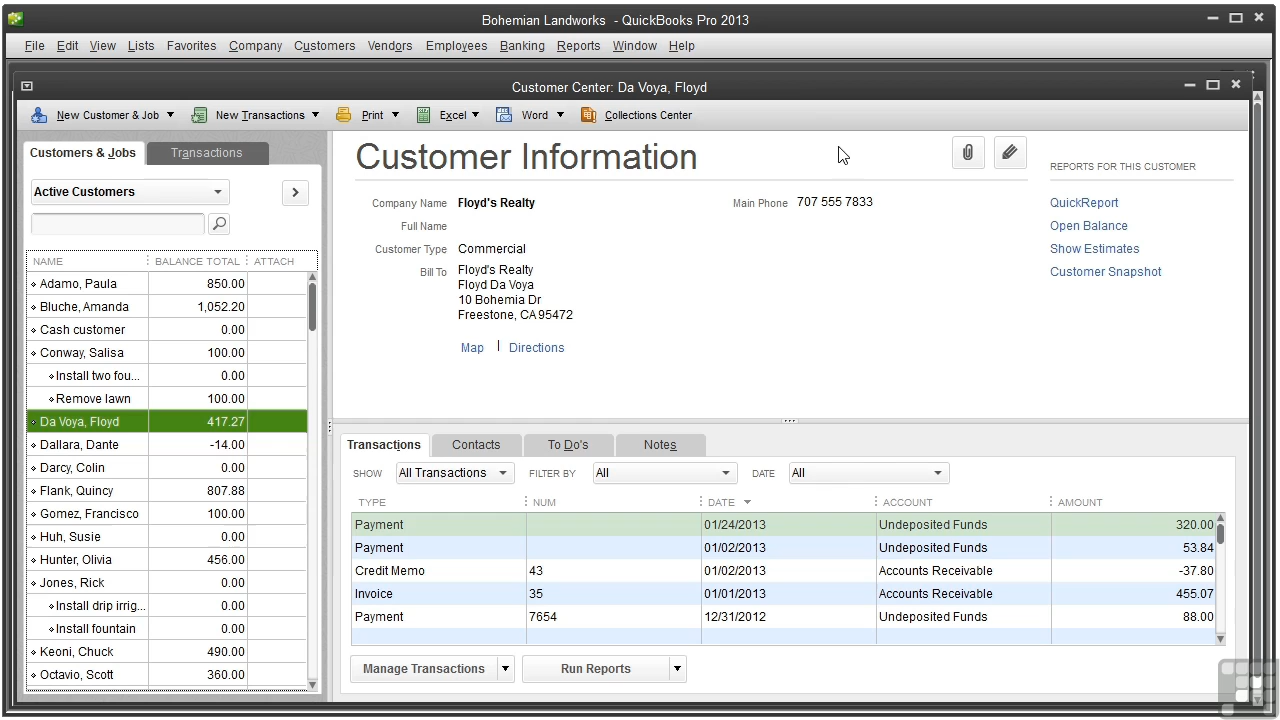 Bohemian Landworks - QuickBooks Pro 2013
File Edit View Lists Favorites Company Customers Vendors Employees Banking Reports Window Help
Customer Center: Da Voya, Floyd
New Customer & Job New Transactions Print Excel Word Collections Center
Customers & Jobs Transactions
Active Customers
NAME BALANCE TOTAL ATTACH
Adamo, Paula 850.00
Bluche, Amanda 1,052.20
Cash customer 0.00
Conway, Salisa 100.00
Install two fou... 0.00
Remove lawn 100.00
Da Voya, Floyd 417.27
Dallara, Dante -14.00
Darcy, Colin 0.00
Flank, Quincy 807.88
Gomez, Francisco 100.00
Huh, Susie 0.00
Hunter, Olivia 456.00
Jones, Rick 0.00
Install drip irrig... 0.00
Install fountain 0.00
Keoni, Chuck 490.00
Octavio, Scott 360.00
Customer Information
Company Name Floyd's Realty
Full Name
Customer Type Commercial
Bill To Floyd's Realty
Floyd Da Voya
10 Bohemia Dr
Freestone, CA 95472
Map | Directions
Main Phone 707 555 7833
REPORTS FOR THIS CUSTOMER
QuickReport
Open Balance
Show Estimates
Customer Snapshot
Transactions Contacts To Do's Notes
SHOW All Transactions FILTER BY All DATE All
TYPE NUM DATE ACCOUNT AMOUNT
Payment 01/24/2013 Undeposited Funds 320.00
Payment 01/02/2013 Undeposited Funds 53.84
Credit Memo 43 01/02/2013 Accounts Receivable -37.80
Invoice 35 01/01/2013 Accounts Receivable 455.07
Payment 7654 12/31/2012 Undeposited Funds 88.00
Manage Transactions Run Reports